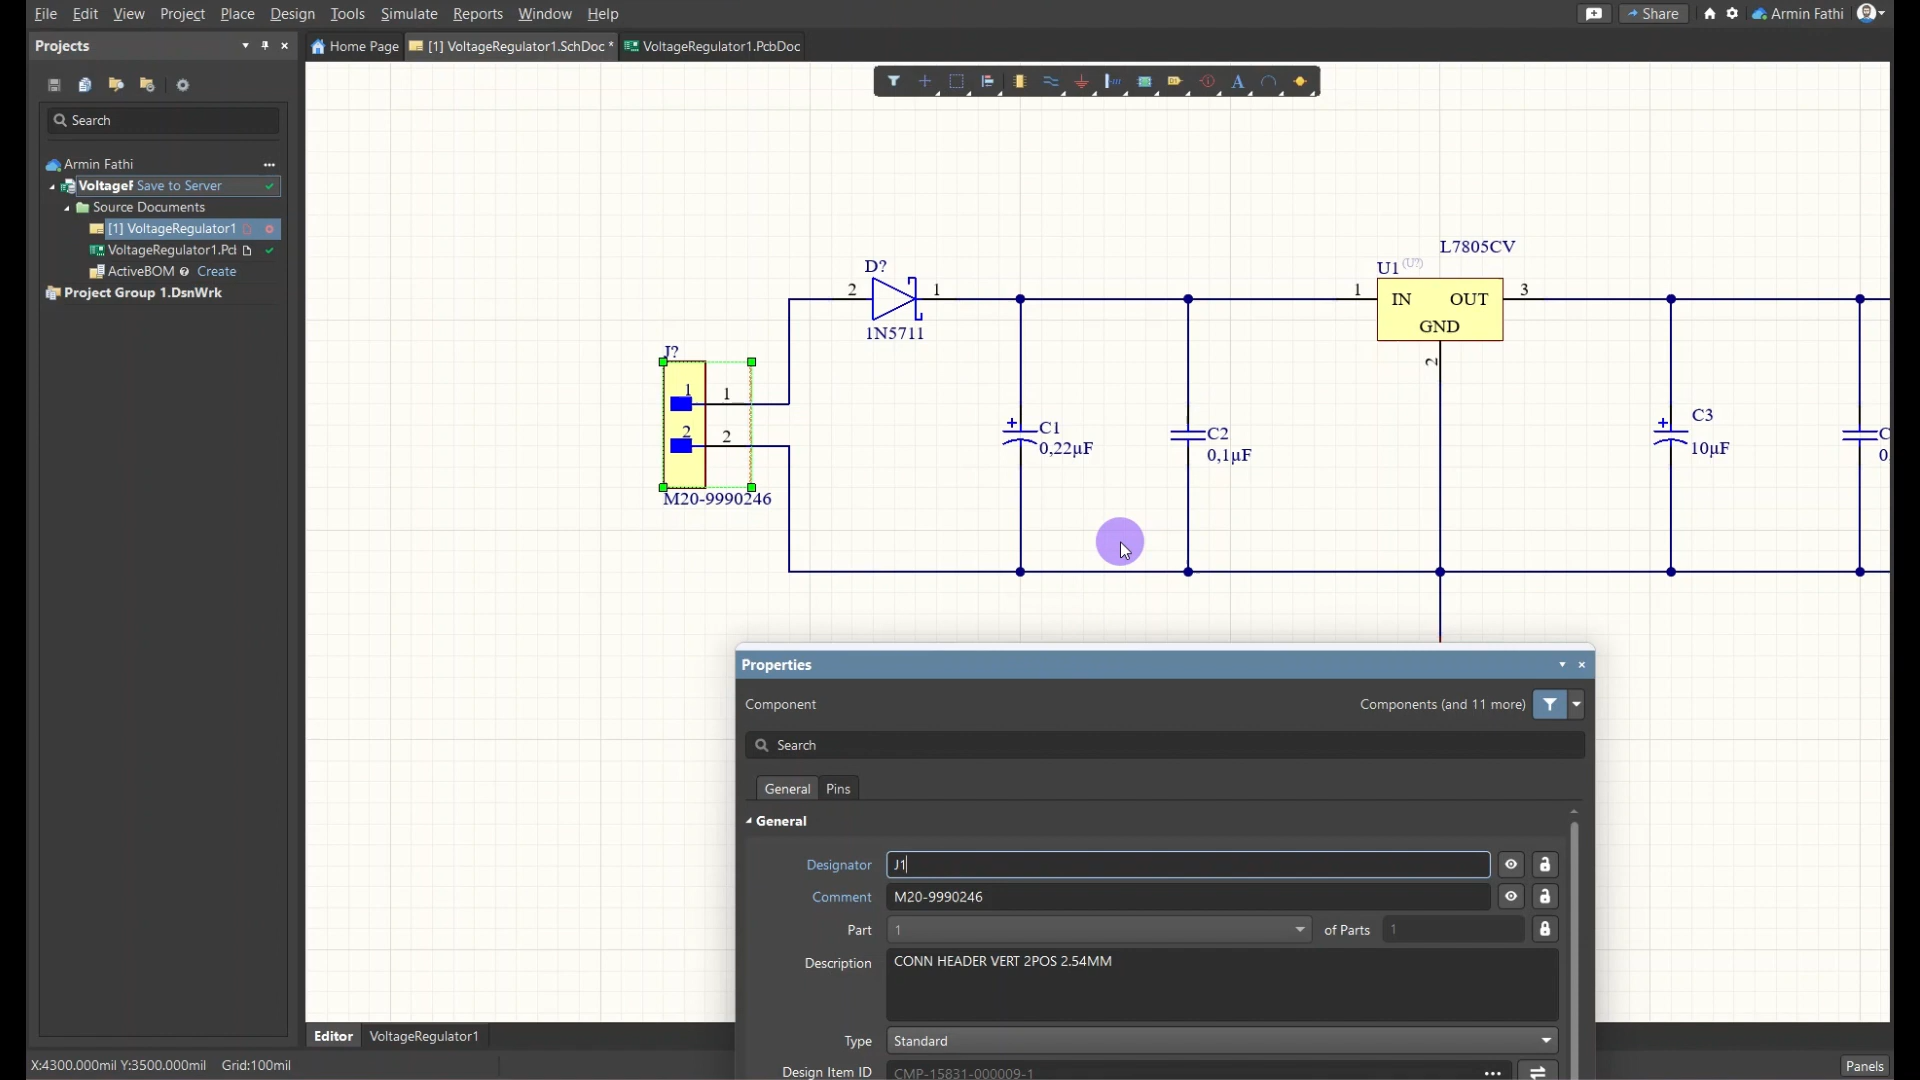 File Edit View Project Place Design Tools Simulate Reports Window Help
Share
Armin Fathi
Projects
Home Page
[1] VoltageRegulator1.SchDoc *
VoltageRegulator1.PcbDoc
Search
Armin Fathi
VoltageF Save to Server
Source Documents
[1] VoltageRegulator1
VoltageRegulator1.Pcl
ActiveBOM Create
Project Group 1.DsnWrk
L7805CV
D?
U1 (U?)
2
1
1
IN OUT
3
GND
1N5711
2
J?
1
1
2
2
M20-9990246
C1
0,22µF
C2
0,1µF
C3
10µF
C
0
Properties
Component
Components (and 11 more)
Search
General Pins
General
Designator J1
Comment M20-9990246
Part 1 of Parts 1
Description CONN HEADER VERT 2POS 2.54MM
Type Standard
Design Item ID CMP-15831-000009-1
Editor VoltageRegulator1
X:4300.000mil Y:3500.000mil Grid:100mil
Panels